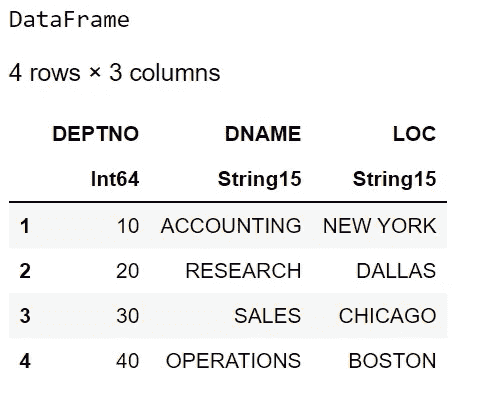 DataFrame
4 rows × 3 columns
DEPTNO DNAME LOC
Int64 String15 String15
1 10 ACCOUNTING NEW YORK
2 20 RESEARCH DALLAS
3 30 SALES CHICAGO
4 40 OPERATIONS BOSTON